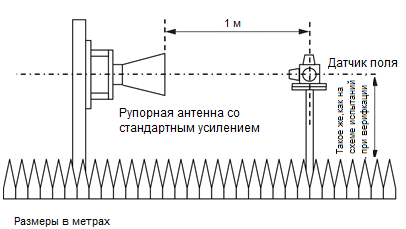 1 м
Датчик поля
Рупорная антенна со
стандартным усилением
Такое же,как на
схеме испытаний
при верификации
Размеры в метрах